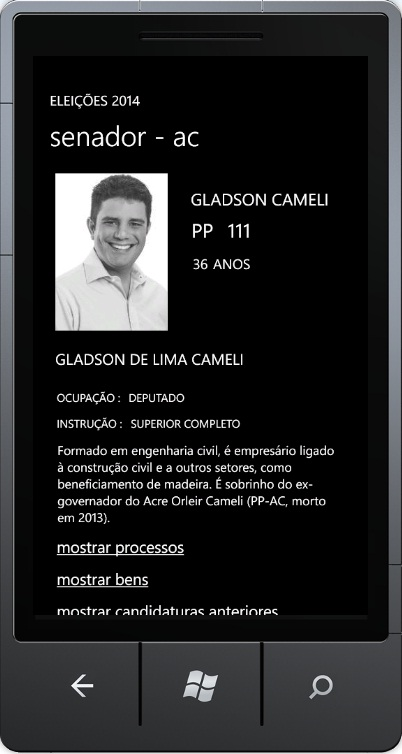 ELEIÇÕES 2014
senador - ac
GLADSON CAMELI
PP 111
36 ANOS
GLADSON DE LIMA CAMELI
OCUPAÇÃO : DEPUTADO
INSTRUÇÃO : SUPERIOR COMPLETO
Formado em engenharia civil, é empresário ligado
à construção civil e a outros setores, como
beneficiamento de madeira. É sobrinho do ex-
governador do Acre Orleir Cameli (PP-AC, morto
em 2013).
mostrar processos
mostrar bens
mostrar candidaturas anteriores